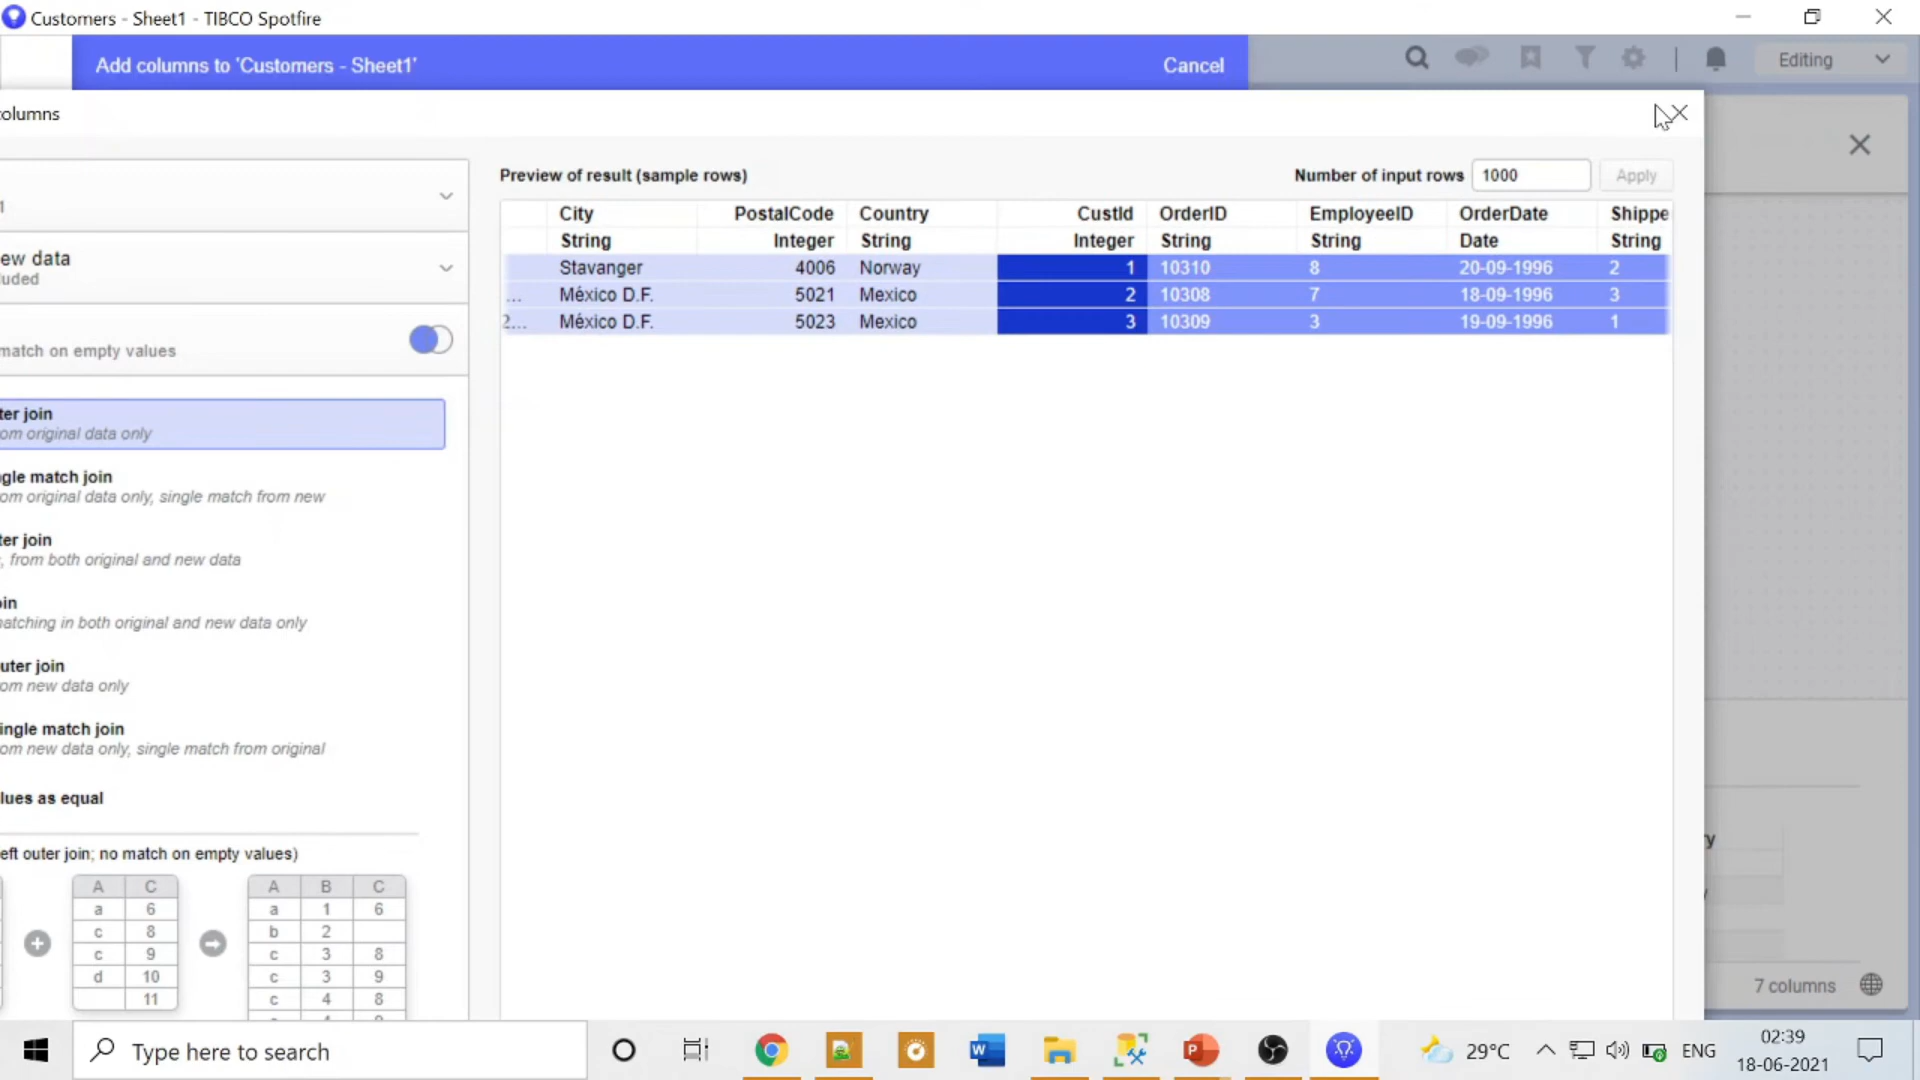 Customers - Sheet1 - TIBCO Spotfire
Add columns to 'Customers - Sheet1'
Cancel
Editing
olumns
1
ew data
luded
match on empty values
ter join
om original data only
gle match join
om original data only, single match from new
ter join
, from both original and new data
in
atching in both original and new data only
uter join
om new data only
ingle match join
om new data only, single match from original
lues as equal
eft outer join; no match on empty values)
A C
a 6
c 8
c 9
d 10
11
A B C
a 1 6
b 2
c 3 8
c 3 9
c 4 8
Preview of result (sample rows)
Number of input rows 1000 Apply
City PostalCode Country CustId OrderID EmployeeID OrderDate Shippe
String Integer String Integer String String Date String
Stavanger 4006 Norway 1 10310 8 20-09-1996 2
... México D.F. 5021 Mexico 2 10308 7 18-09-1996 3
2... México D.F. 5023 Mexico 3 10309 3 19-09-1996 1
y
7 columns
Type here to search
29°C
ENG
02:39
18-06-2021